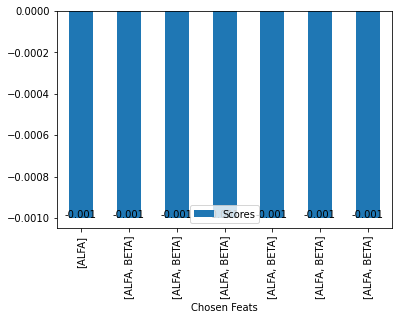 0.0000
−0.0002
−0.0004
−0.0006
−0.0008
−0.0010
-0.001
-0.001
-0.001
-0.001
-0.001
-0.001
Scores
[ALFA]
[ALFA, BETA]
[ALFA, BETA]
[ALFA, BETA]
[ALFA, BETA]
[ALFA, BETA]
[ALFA, BETA]
Chosen Feats